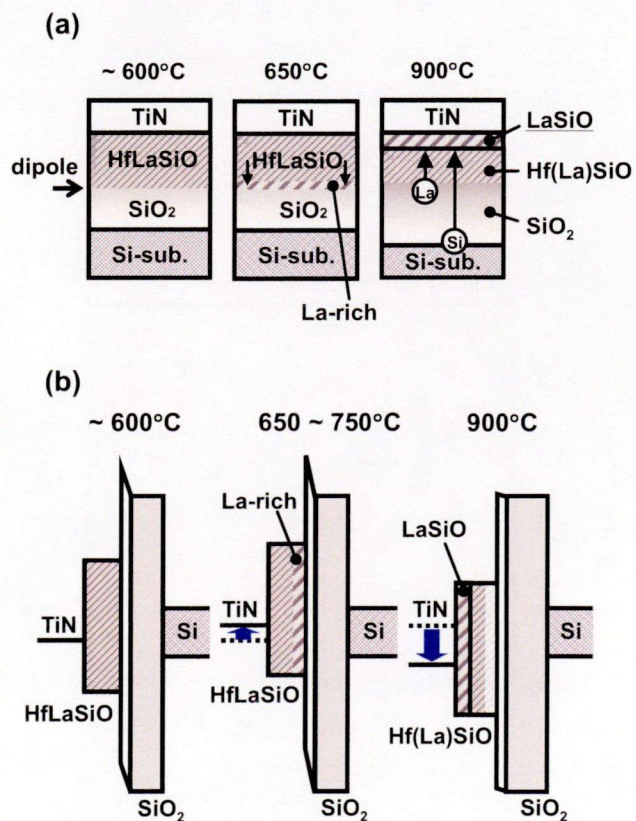 (a)
~ 600°C 650°C 900°C
TiN TiN TiN LaSiO
HfLaSiO HfLaSiO Hf(La)SiO
dipole La
SiO₂ SiO₂ SiO₂
Si
Si-sub. Si-sub. Si-sub.
La-rich
(b)
~ 600°C 650 ~ 750°C 900°C
La-rich LaSiO
TiN TiN TiN
Si Si Si
HfLaSiO HfLaSiO Hf(La)SiO
SiO₂ SiO₂ SiO₂